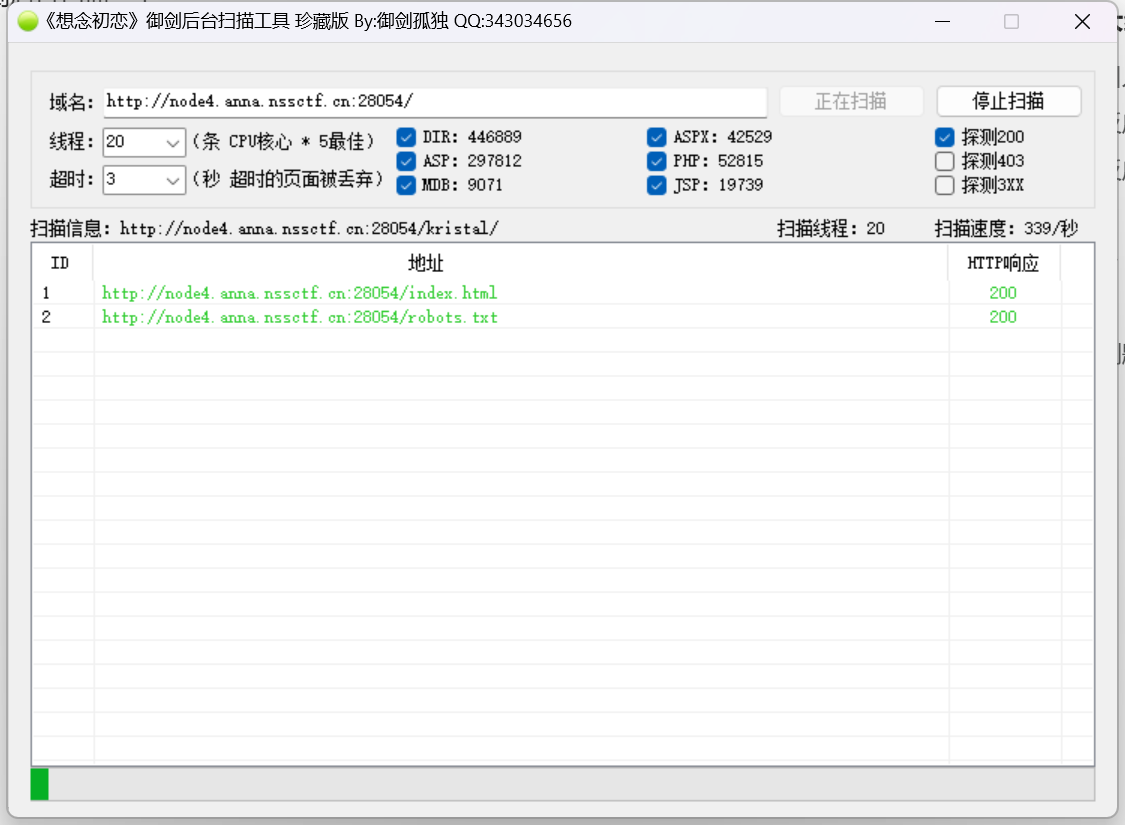 《想念初恋》御剑后台扫描工具 珍藏版 By:御剑孤独 QQ:343034656
域名: http://node4.anna.nssctf.cn:28054/ 正在扫描 停止扫描
线程: 20 (条 CPU核心 * 5最佳) DIR: 446889 ASPX: 42529 探测200
ASP: 297812 PHP: 52815 探测403
超时: 3 (秒 超时的页面被丢弃) MDB: 9071 JSP: 19739 探测3XX
扫描信息: http://node4.anna.nssctf.cn:28054/kristal/ 扫描线程: 20 扫描速度: 339/秒
ID 地址 HTTP响应
1 http://node4.anna.nssctf.cn:28054/index.html 200
2 http://node4.anna.nssctf.cn:28054/robots.txt 200